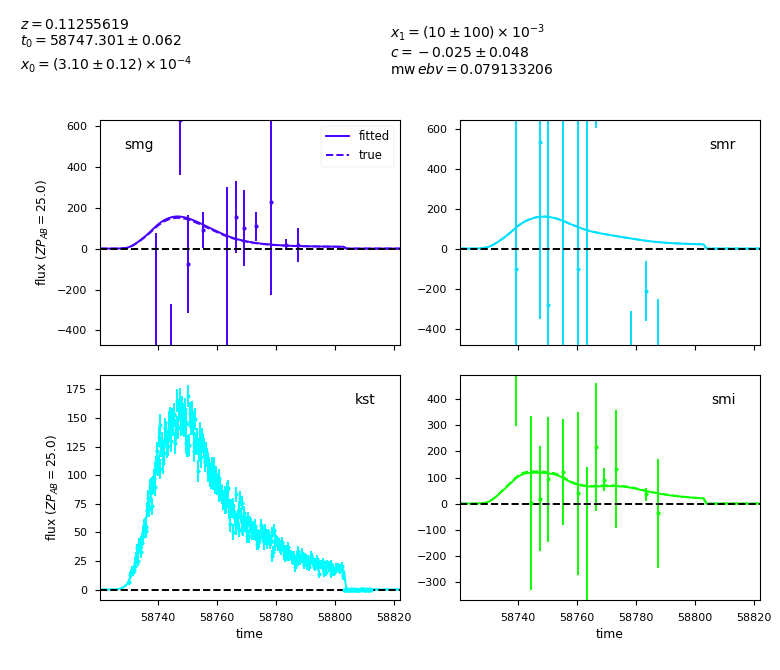 z = 0.11255619
t₀ = 58747.301 ± 0.062
x₀ = (3.10 ± 0.12) × 10⁻⁴
x₁ = (10 ± 100) × 10⁻³
c = −0.025 ± 0.048
mw ebv = 0.079133206
smg
fitted
true
600
400
200
0
−200
−400
flux (ZP_AB = 25.0)
smr
600
400
200
0
−200
−400
kst
175
150
125
100
75
50
25
0
flux (ZP_AB = 25.0)
58740 58760 58780 58800 58820
time
smi
400
300
200
100
0
−100
−200
−300
58740 58760 58780 58800 58820
time